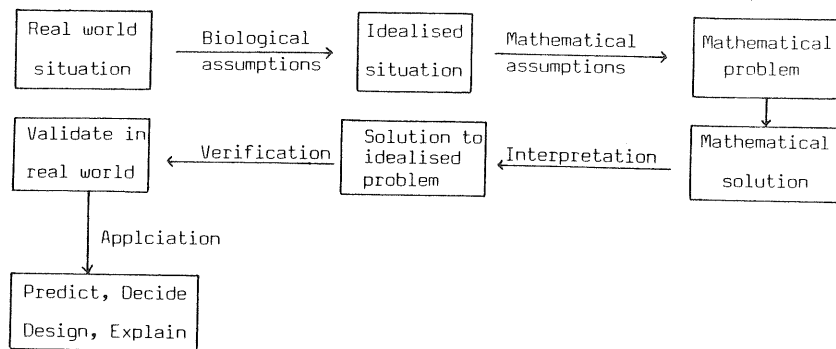 Real world
situation
Biological
assumptions
Idealised
situation
Mathematical
assumptions
Mathematical
problem
Mathematical
solution
Interpretation
Solution to
idealised
problem
Verification
Validate in
real world
Applciation
Predict, Decide
Design, Explain